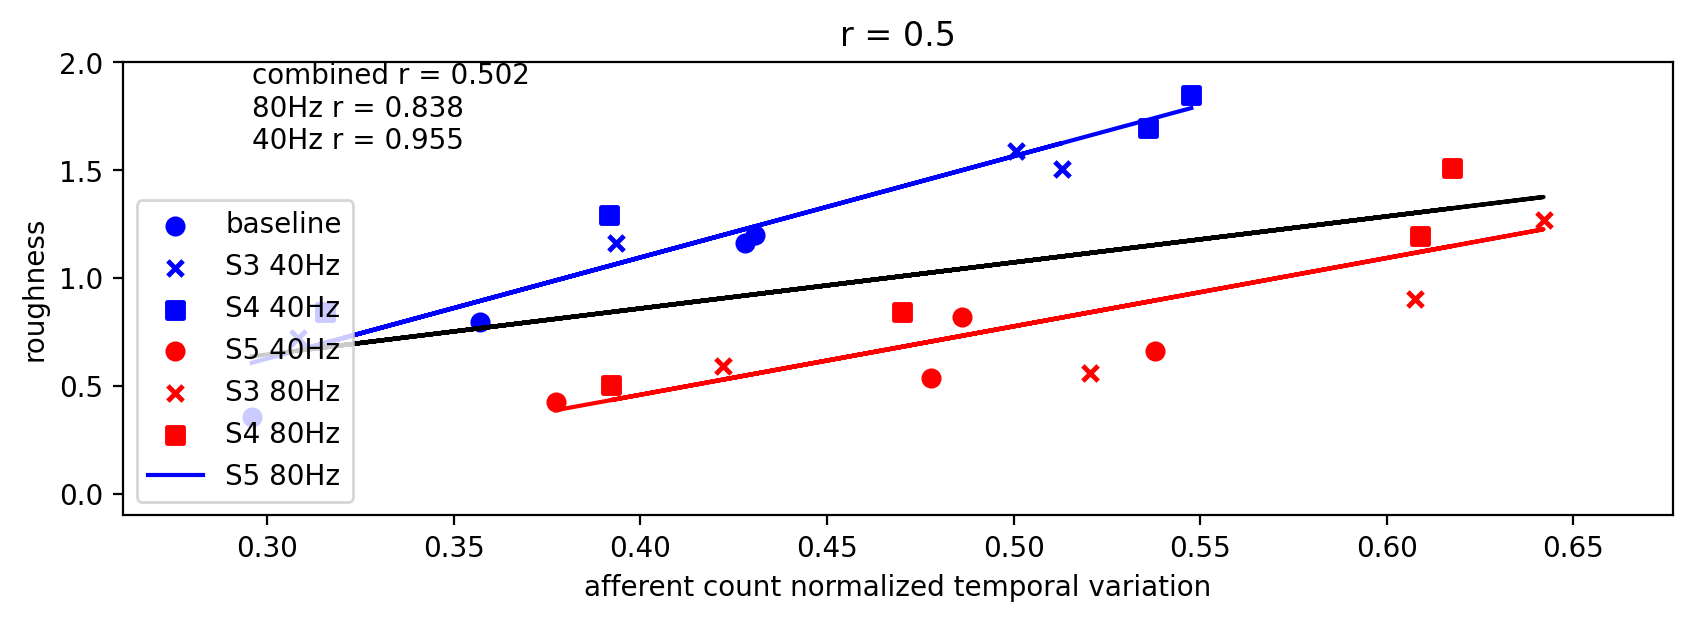 r = 0.5
combined r = 0.502
80Hz r = 0.838
40Hz r = 0.955
2.0
1.5
1.0
0.5
0.0
roughness
baseline
S3 40Hz
S4 40Hz
S5 40Hz
S3 80Hz
S4 80Hz
S5 80Hz
0.30 0.35 0.40 0.45 0.50 0.55 0.60 0.65
afferent count normalized temporal variation